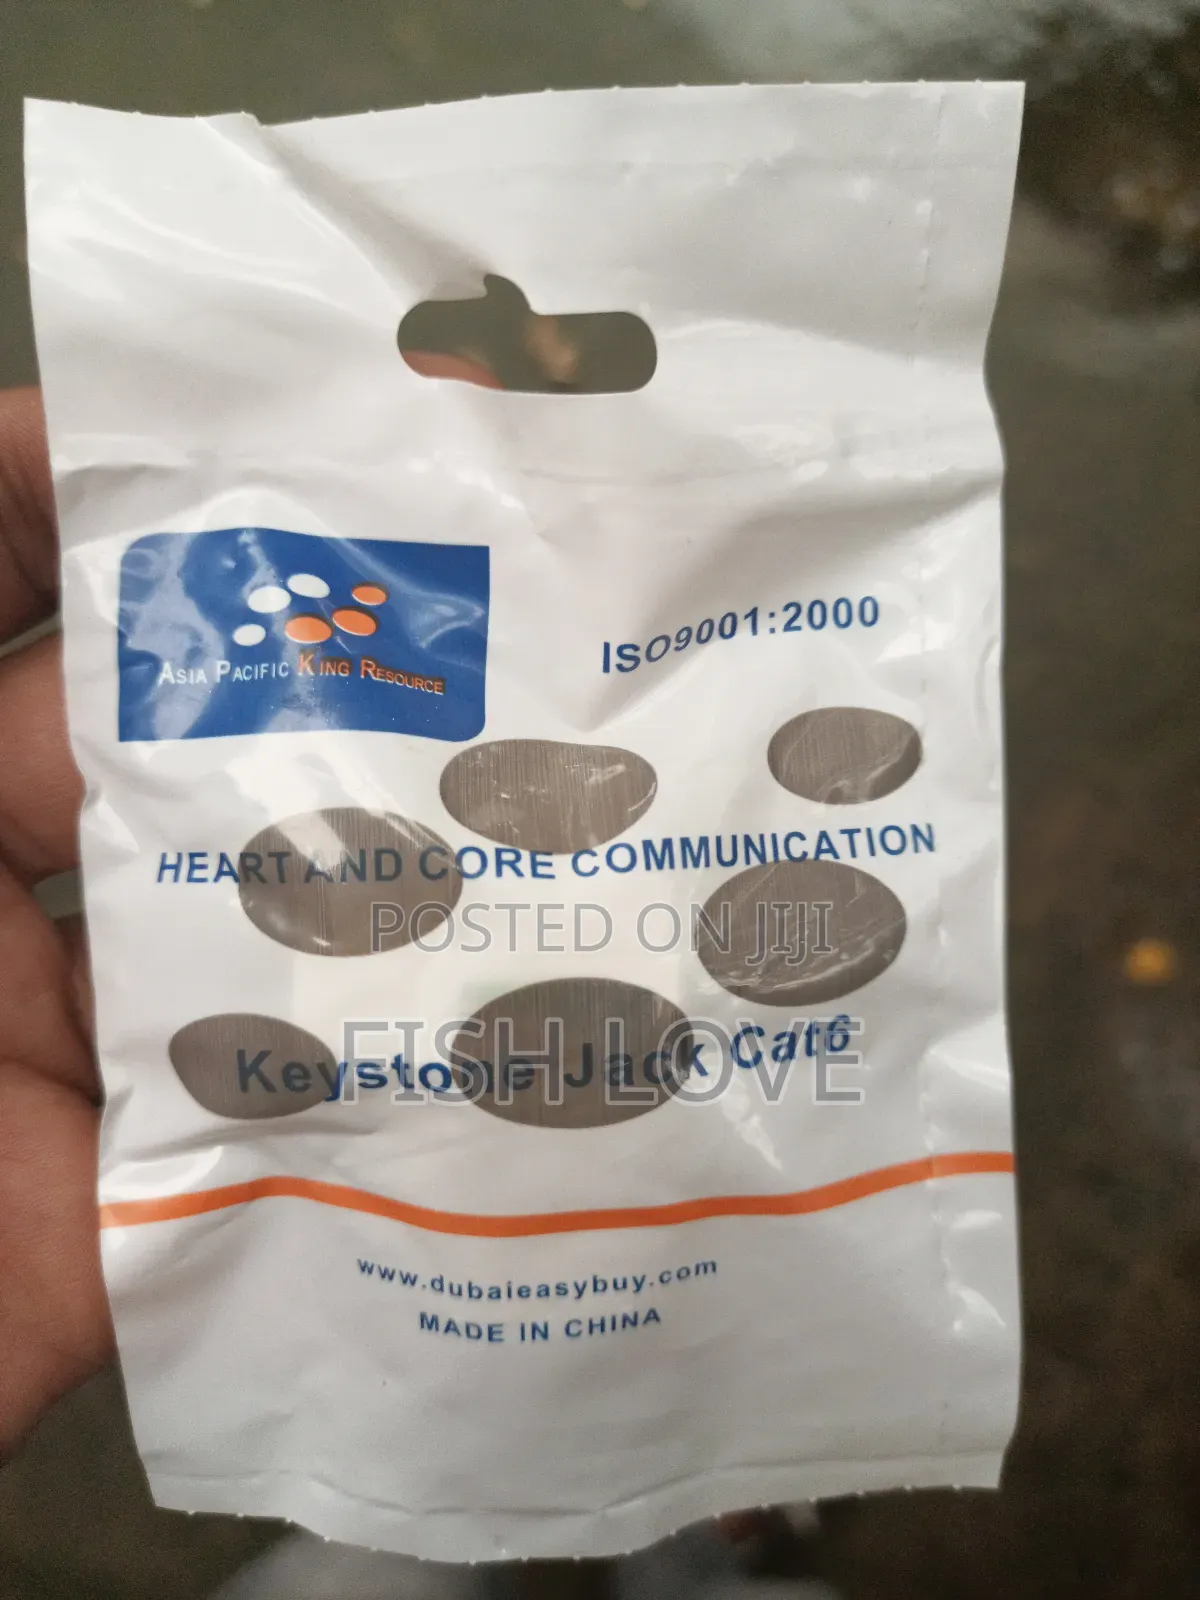 ASIA PACIFIC KING RESOURCE
ISO9001:2000
HEART AND CORE COMMUNICATION
POSTED ON JIJI
FISH LOVE
Keystone Jack Cat6
www.dubaieasybuy.com
MADE IN CHINA